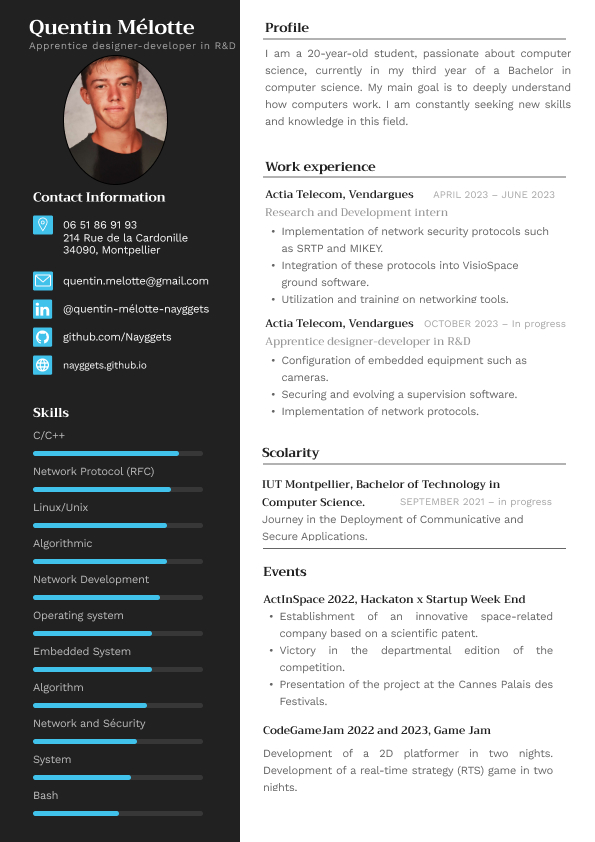 Quentin Mélotte
Apprentice designer-developer in R&D
Contact Information
06 51 86 91 93
214 Rue de la Cardonille
34090, Montpellier
quentin.melotte@gmail.com
@quentin-mélotte-nayggets
github.com/Nayggets
nayggets.github.io
Skills
C/C++
Network Protocol (RFC)
Linux/Unix
Algorithmic
Network Development
Operating system
Embedded System
Algorithm
Network and Sécurity
System
Bash
Profile
I am a 20-year-old student, passionate about computer
science, currently in my third year of a Bachelor in
computer science. My main goal is to deeply understand
how computers work. I am constantly seeking new skills
and knowledge in this field.
Work experience
Actia Telecom, Vendargues APRIL 2023 – JUNE 2023
Research and Development intern
• Implementation of network security protocols such
as SRTP and MIKEY.
• Integration of these protocols into VisioSpace
ground software.
• Utilization and training on networking tools.
Actia Telecom, Vendargues OCTOBER 2023 – In progress
Apprentice designer-developer in R&D
• Configuration of embedded equipment such as
cameras.
• Securing and evolving a supervision software.
• Implementation of network protocols.
Scolarity
IUT Montpellier, Bachelor of Technology in
Computer Science. SEPTEMBER 2021 – in progress
Journey in the Deployment of Communicative and
Secure Applications.
Events
ActInSpace 2022, Hackaton x Startup Week End
• Establishment of an innovative space-related
company based on a scientific patent.
• Victory in the departmental edition of the
competition.
• Presentation of the project at the Cannes Palais des
Festivals.
CodeGameJam 2022 and 2023, Game Jam
Development of a 2D platformer in two nights.
Development of a real-time strategy (RTS) game in two
nights.